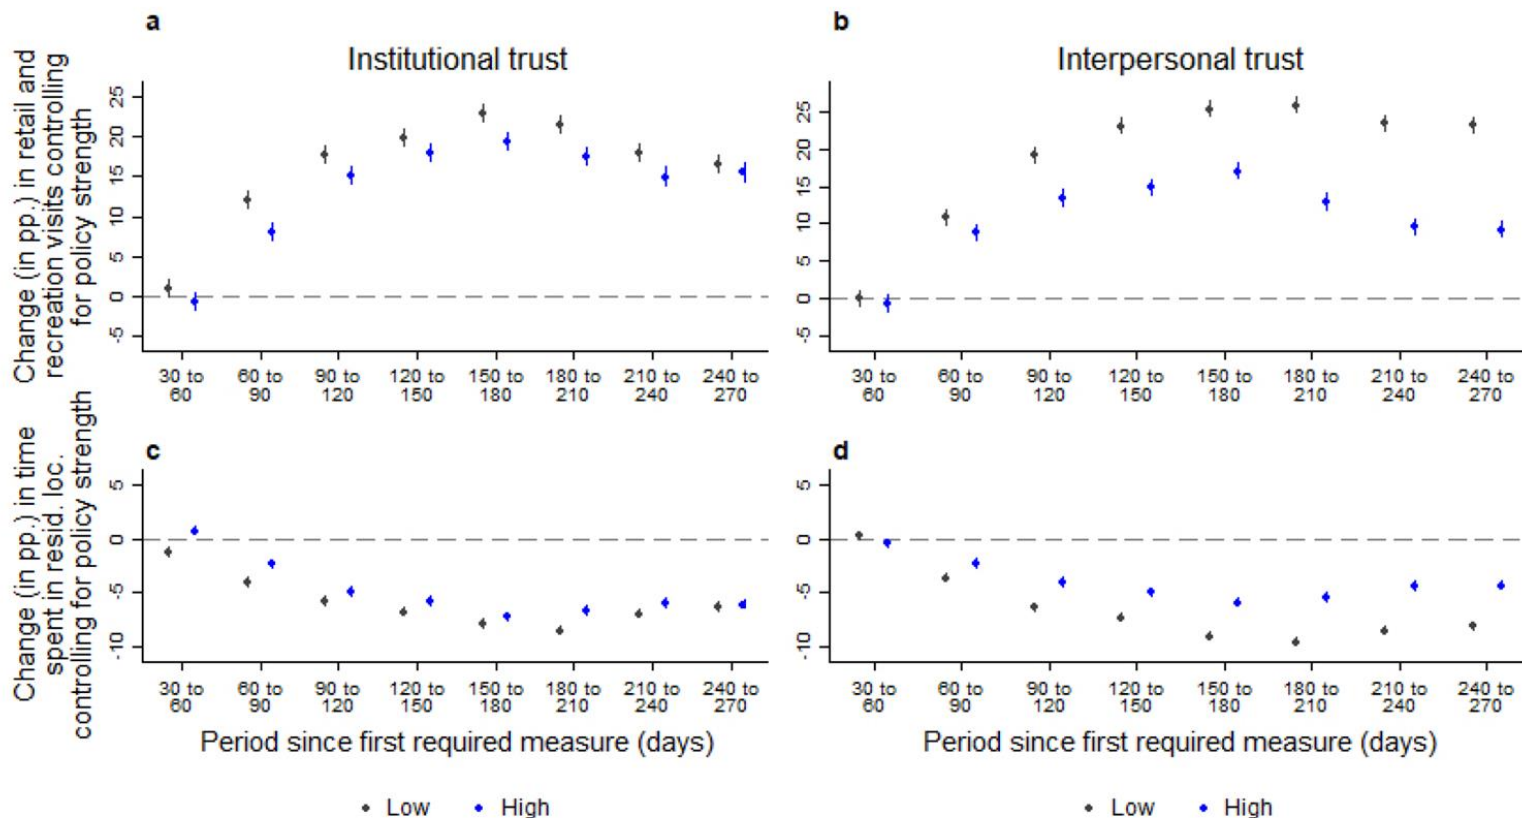 a
Institutional trust
Change (in pp.) in retail and
recreation visits controlling
for policy strength
25
20
15
10
5
0
-5
30 to 60 to 90 to 120 to 150 to 180 to 210 to 240 to
60 90 120 150 180 210 240 270
b
Interpersonal trust
25
20
15
10
5
0
-5
30 to 60 to 90 to 120 to 150 to 180 to 210 to 240 to
60 90 120 150 180 210 240 270
c
Change (in pp.) in time
spent in resid. loc.
controlling for policy strength
5
0
-5
-10
30 to 60 to 90 to 120 to 150 to 180 to 210 to 240 to
60 90 120 150 180 210 240 270
Period since first required measure (days)
Low High
d
5
0
-5
-10
30 to 60 to 90 to 120 to 150 to 180 to 210 to 240 to
60 90 120 150 180 210 240 270
Period since first required measure (days)
Low High